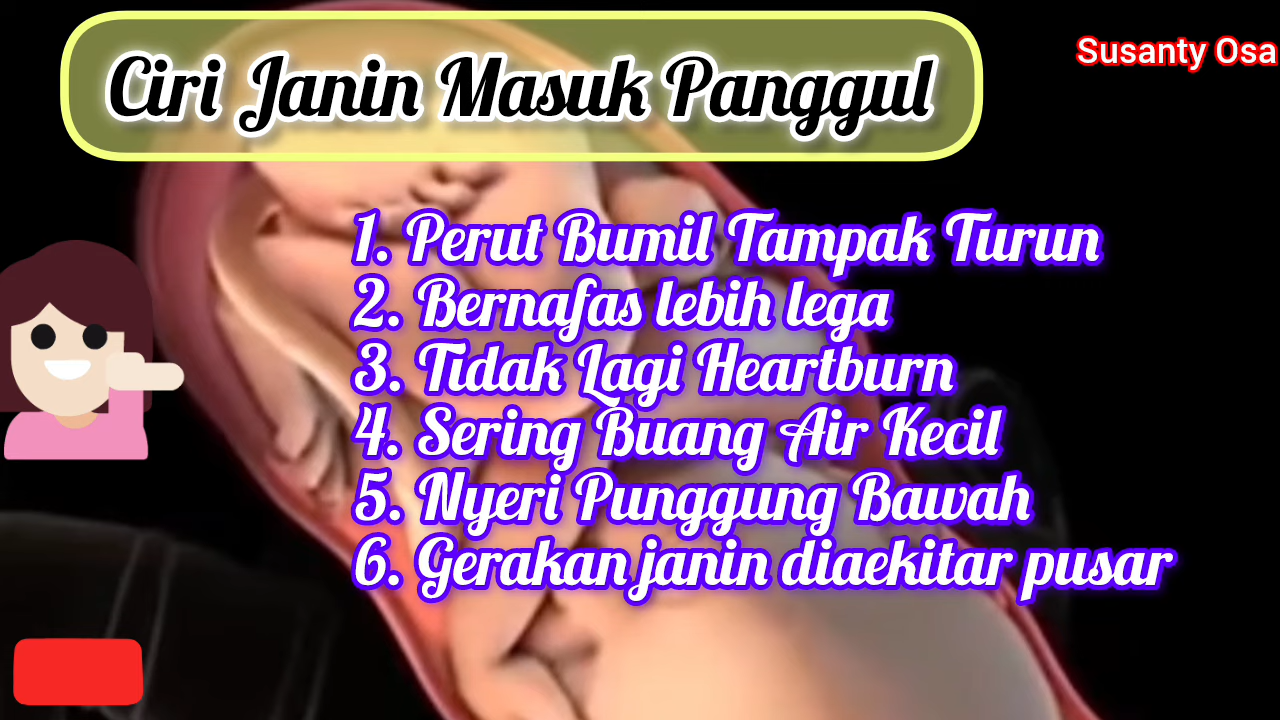 Ciri Janin Masuk Panggul
Susanty Osa
1. Perut Bumil Tampak Turun
2. Bernafas lebih lega
3. Tidak Lagi Heartburn
4. Sering Buang Air Kecil
5. Nyeri Punggung Bawah
6. Gerakan janin diaekitar pusar